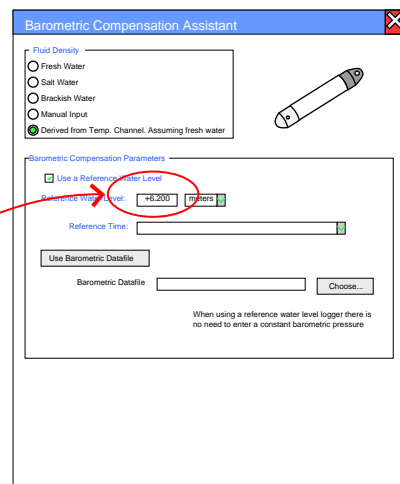 Barometric Compensation Assistant
Fluid Density
Fresh Water
Salt Water
Brackish Water
Manual Input
Derived from Temp. Channel. Assuming fresh water
Barometric Compensation Parameters
Use a Reference Water Level
Reference Water Level: +6.200 meters
Reference Time:
Use Barometric Datafile
Barometric Datafile Choose...
When using a reference water level logger there is
no need to enter a constant barometric pressure